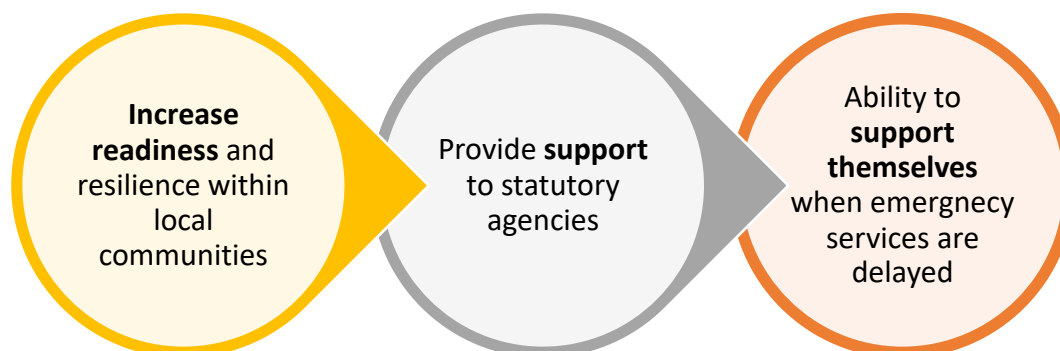 Increase
readiness and
resilience within
local
communities
Provide support
to statutory
agencies
Ability to
support
themselves
when emergnecy
services are
delayed